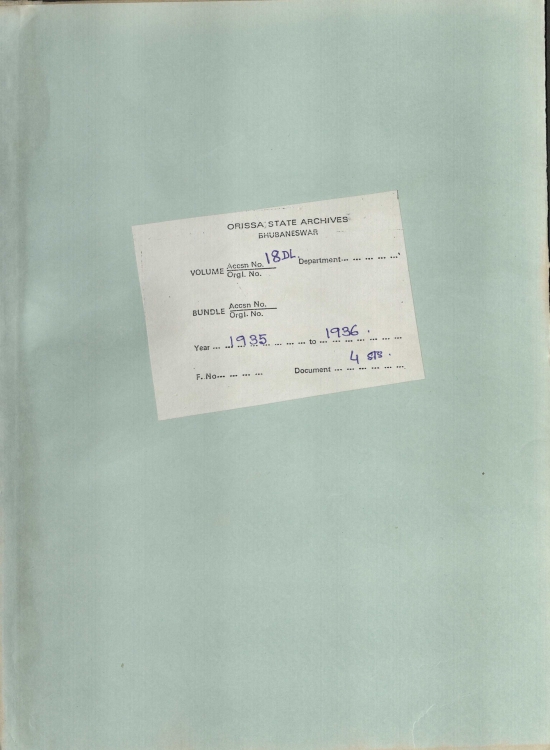 ORISSA STATE ARCHIVES
BHUBANESWAR
VOLUME Accsn No. 18DL Department... ... ... ... ...
Orgl. No.
BUNDLE Accsn No.
Orgl. No.
Year ... 1935 ... ... ... ... to ... 1936 . ... ... ...
F. No... ... ... ... Document ... 4 ... ... ...